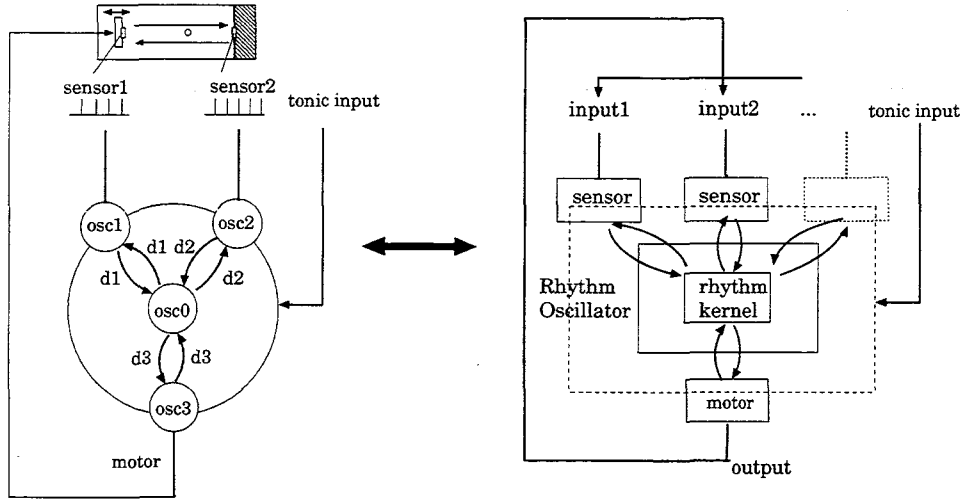 sensor1
sensor2
tonic input
osc1
osc2
d1
d2
d1
d2
osc0
d3
d3
osc3
motor
input1
input2
...
tonic input
sensor
sensor
Rhythm
Oscillator
rhythm
kernel
motor
output